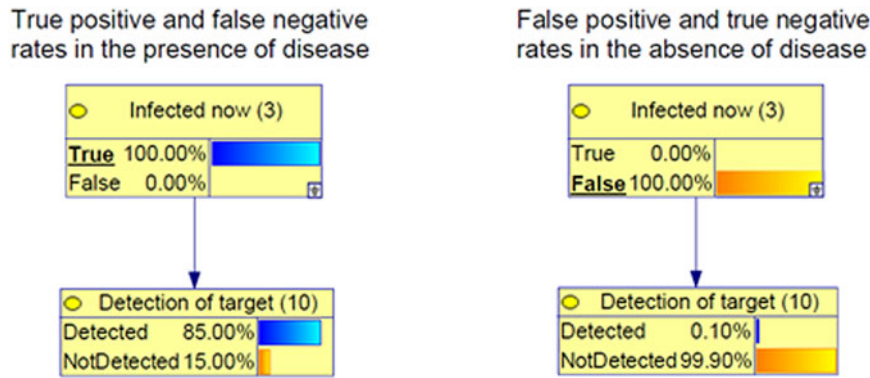 True positive and false negative
rates in the presence of disease
Infected now (3)
True 100.00%
False 0.00%
Detection of target (10)
Detected 85.00%
NotDetected 15.00%
False positive and true negative
rates in the absence of disease
Infected now (3)
True 0.00%
False 100.00%
Detection of target (10)
Detected 0.10%
NotDetected 99.90%